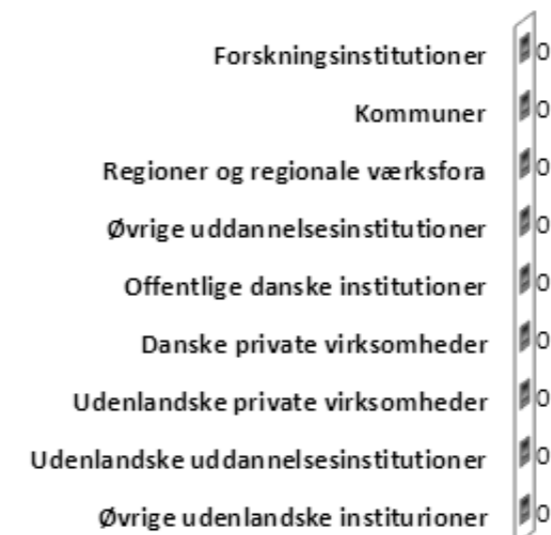 Forskningsinstitutioner 0
Kommuner 0
Regioner og regionale værksfora 0
Øvrige uddannelsesinstitutioner 0
Offentlige danske institutioner 0
Danske private virksomheder 0
Udenlandske private virksomheder 0
Udenlandske uddannelsesinstitutioner 0
Øvrige udenlandske institurioner 0